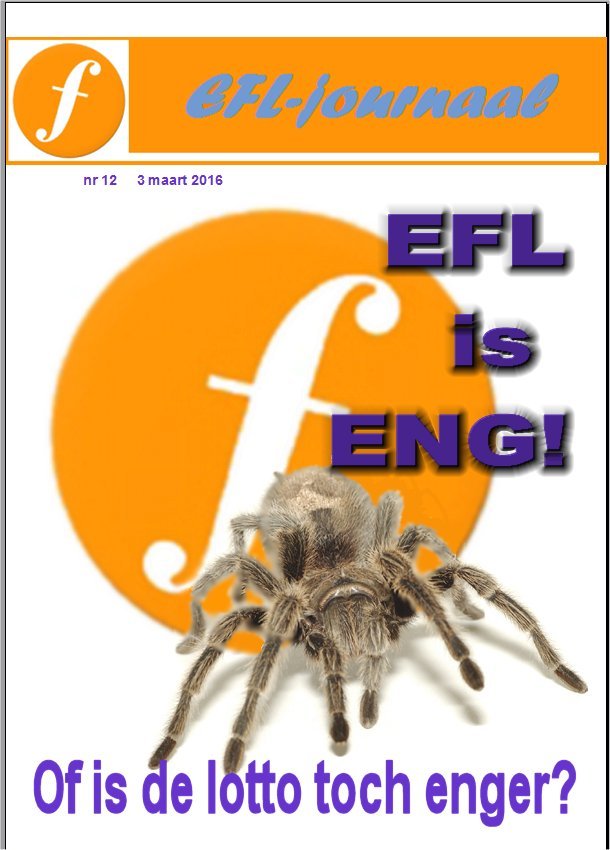 f
EFL-journaal
nr 12 3 maart 2016
f
EFL
is
ENG!
Of is de lotto toch enger?